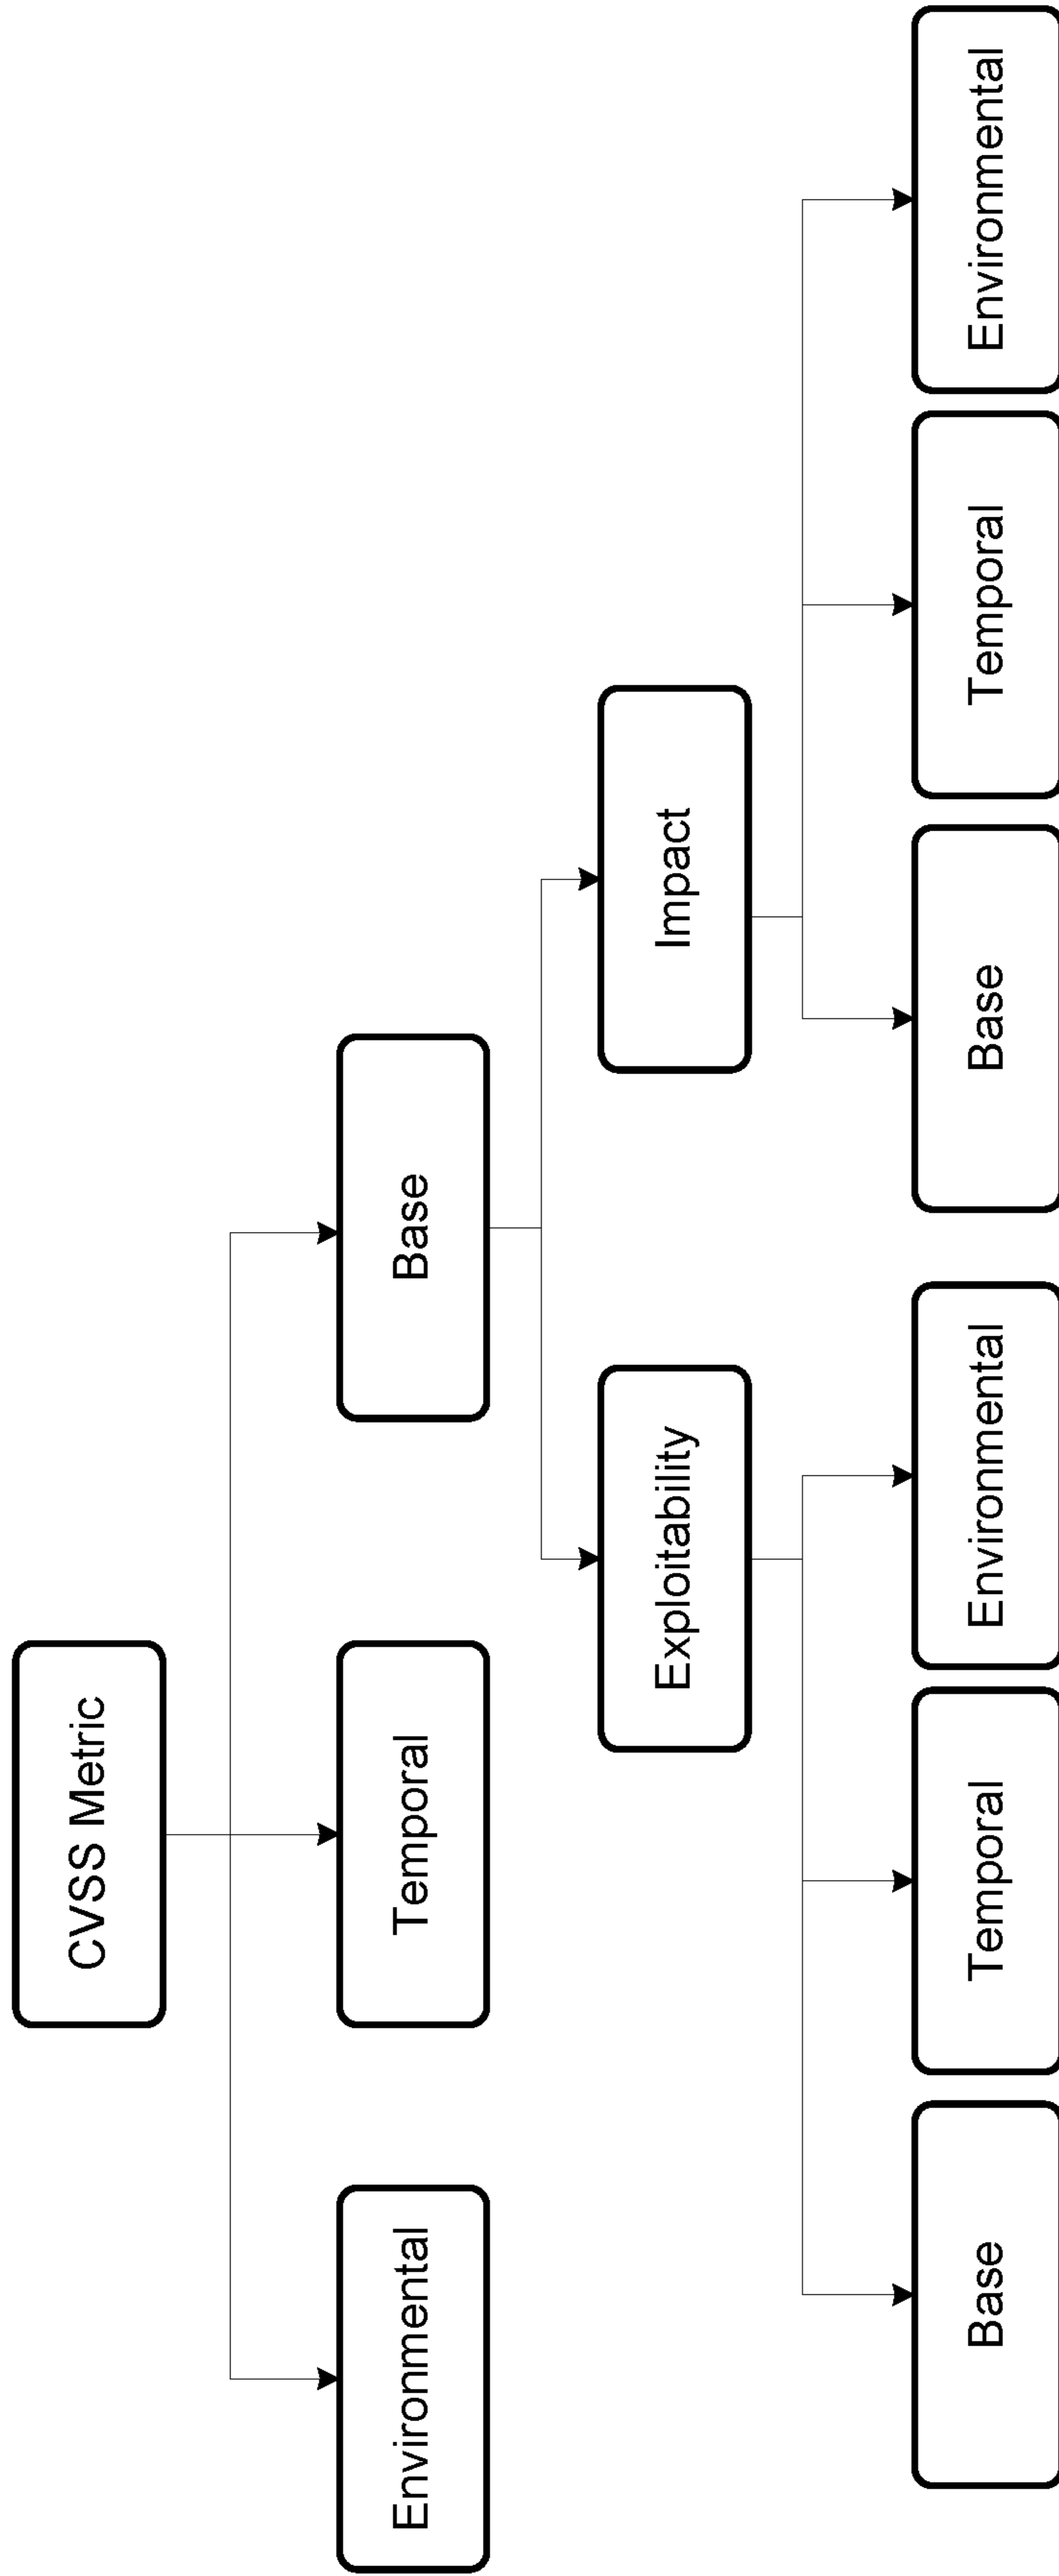 CVSS Metric
Environmental
Temporal
Base
Exploitability
Impact
Base
Temporal
Environmental
Base
Temporal
Environmental